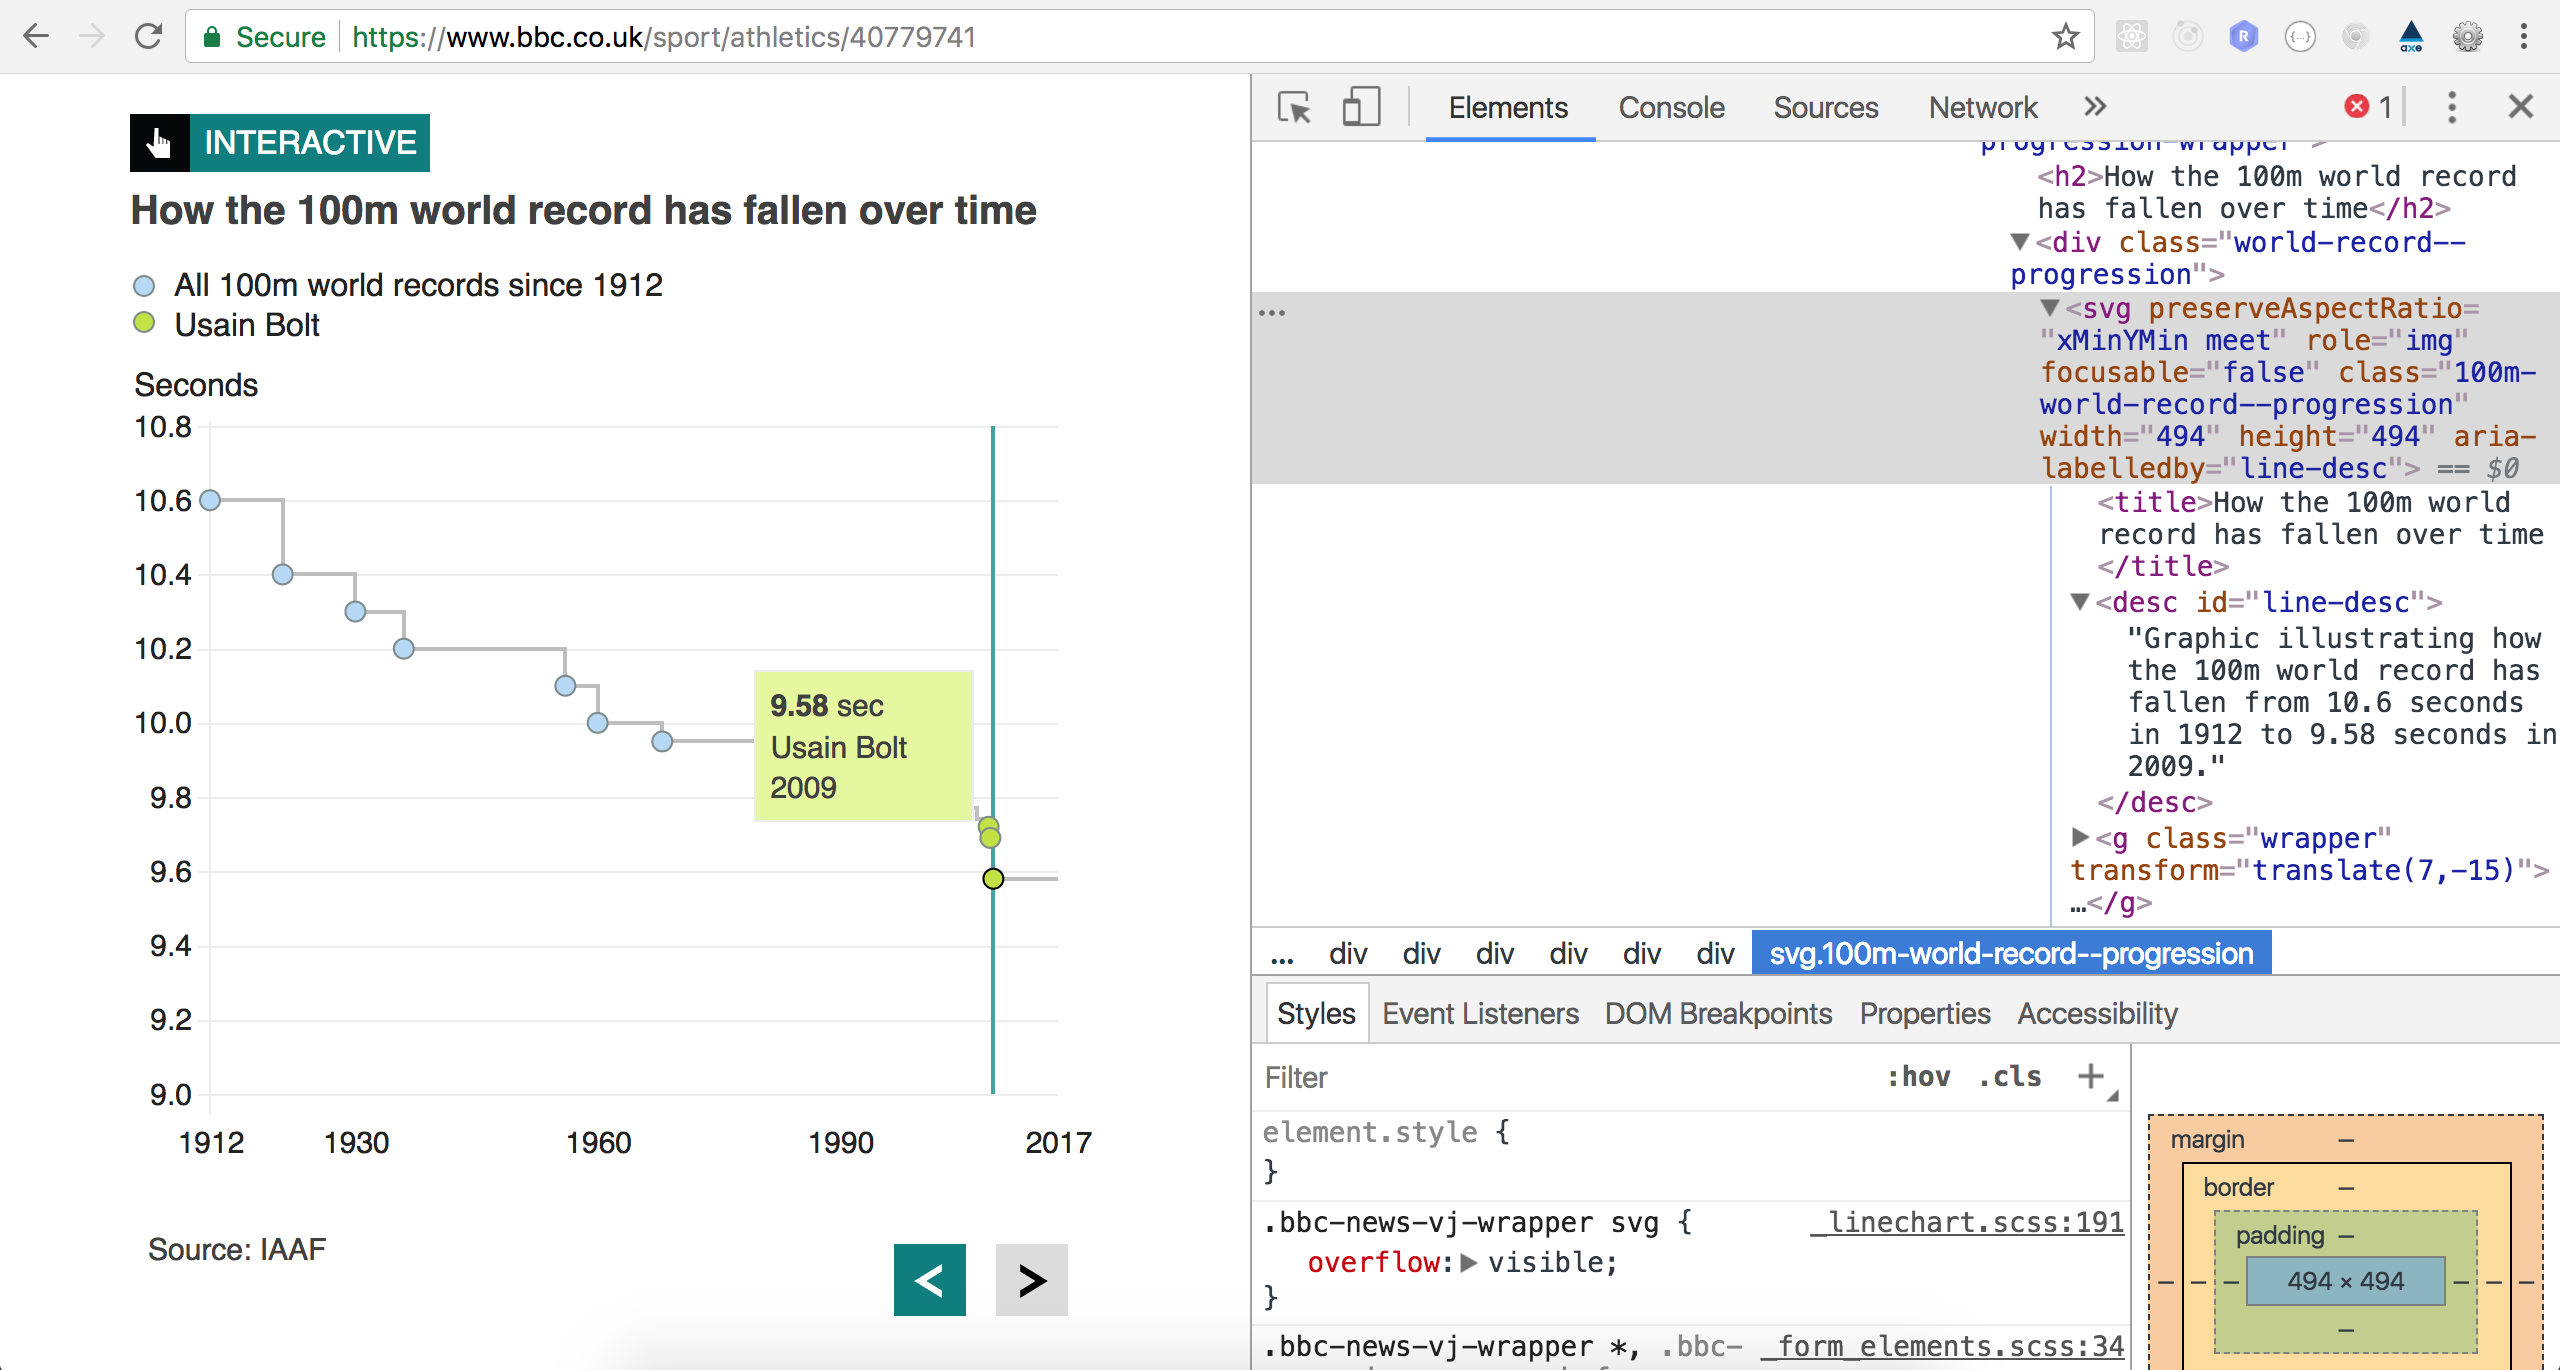 Secure https://www.bbc.co.uk/sport/athletics/40779741
R {...} axe
INTERACTIVE
How the 100m world record has fallen over time
All 100m world records since 1912
Usain Bolt
Seconds
10.8
10.6
10.4
10.2
10.0
9.8
9.6
9.4
9.2
9.0
9.58 sec
Usain Bolt
2009
1912 1930 1960 1990 2017
Source: IAAF
< >
Elements Console Sources Network » 1
progression-wrapper">
<h2>How the 100m world record
has fallen over time</h2>
<div class="world-record--
progression">
... <svg preserveAspectRatio=
"xMinYMin meet" role="img"
focusable="false" class="100m-
world-record--progression"
width="494" height="494" aria-
labelledby="line-desc"> == $0
<title>How the 100m world
record has fallen over time
</title>
<desc id="line-desc">
"Graphic illustrating how
the 100m world record has
fallen from 10.6 seconds
in 1912 to 9.58 seconds in
2009."
</desc>
<g class="wrapper"
transform="translate(7,-15)">
…</g>
... div div div div div div svg.100m-world-record--progression
Styles Event Listeners DOM Breakpoints Properties Accessibility
Filter :hov .cls +
element.style {
}
.bbc-news-vj-wrapper svg { _linechart.scss:191
overflow: visible;
}
.bbc-news-vj-wrapper *, .bbc- _form_elements.scss:34
margin –
border –
padding –
– – – 494 × 494 – – –
–